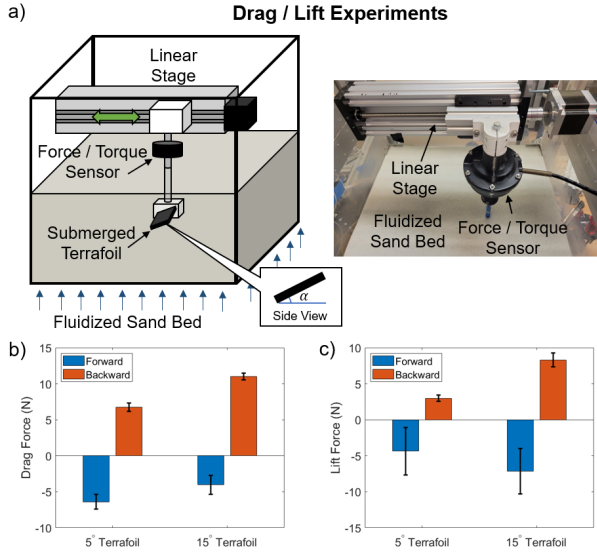 a)
Drag / Lift Experiments
Linear
Stage
Force / Torque
Sensor
Submerged
Terrafoil
α
Side View
Fluidized Sand Bed
Linear
Stage
Fluidized
Sand Bed
Force / Torque
Sensor
b)
Forward
Backward
Drag Force (N)
15
10
5
0
-5
-10
5° Terrafoil
15° Terrafoil
c)
Forward
Backward
Lift Force (N)
10
5
0
-5
-10
-15
5° Terrafoil
15° Terrafoil